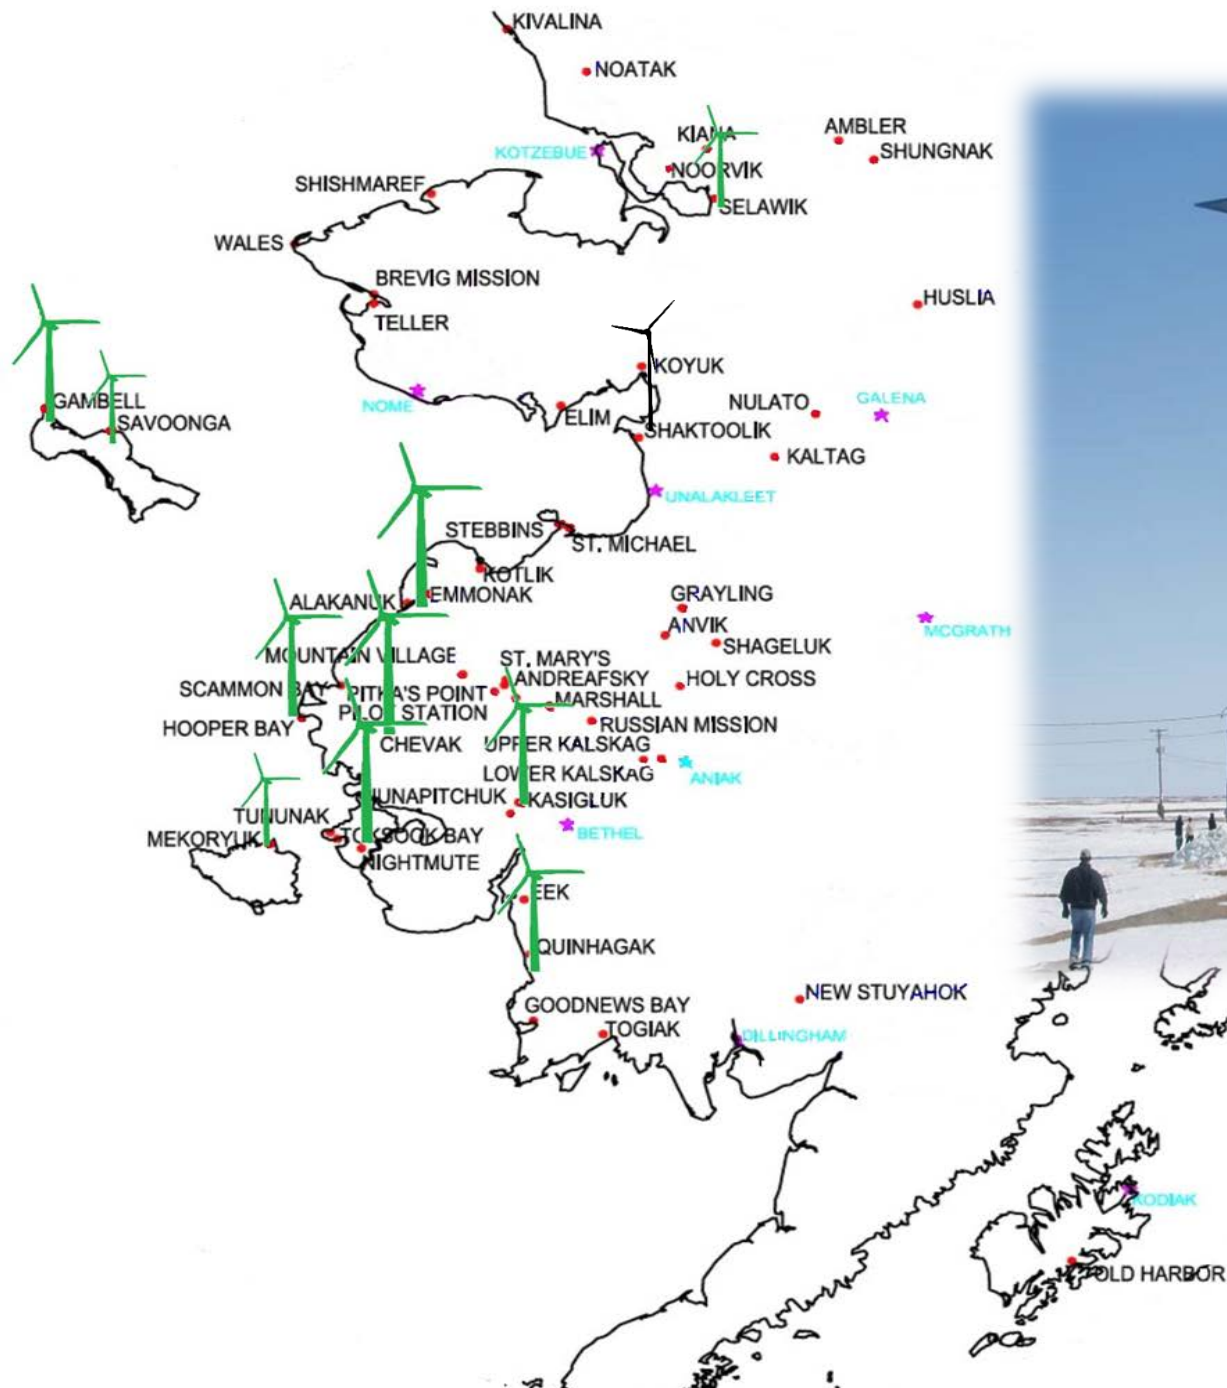 KIVALINA
NOATAK
AMBLER
KIANA
SHUNGNAK
KOTZEBUE
NOORVIK
SHISHMAREF
SELAWIK
WALES
BREVIG MISSION
HUSLIA
TELLER
KOYUK
GAMBELL
NOME
ELIM
NULATO
GALENA
SAVOONGA
SHAKTOOLIK
KALTAG
UNALAKLEET
STEBBINS
ST. MICHAEL
KOTLIK
ALAKANUK
EMMONAK
GRAYLING
ANVIK
MCGRATH
SHAGELUK
MOUNTAIN VILLAGE
ST. MARY'S
ANDREAFSKY
HOLY CROSS
SCAMMON BAY
PITKA'S POINT
MARSHALL
PILOT STATION
HOOPER BAY
RUSSIAN MISSION
CHEVAK
UPPER KALSKAG
LOWER KALSKAG
ANIAK
NUNAPITCHUK
KASIGLUK
TUNUNAK
BETHEL
MEKORYUK
TOKSOOK BAY
NIGHTMUTE
EEK
QUINHAGAK
NEW STUYAHOK
GOODNEWS BAY
TOGIAK
DILLINGHAM
KODIAK
OLD HARBOR